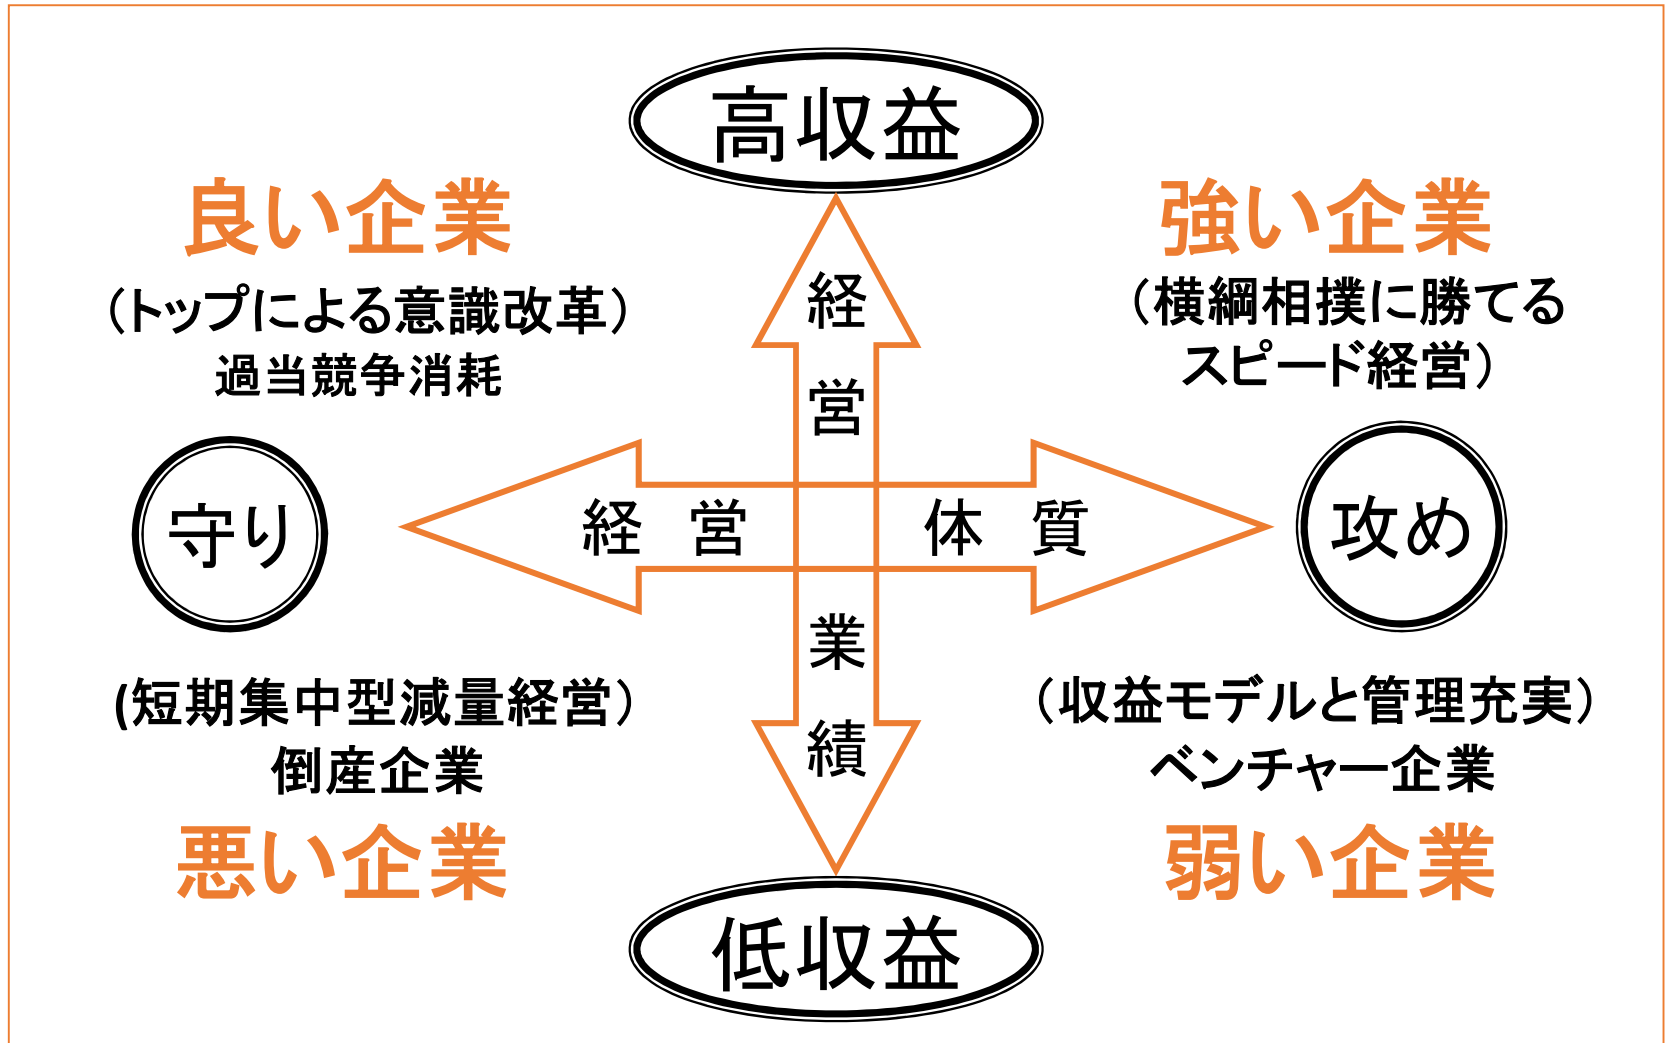 高収益
良い企業
（トップによる意識改革）
過当競争消耗
強い企業
（横綱相撲に勝てる
スピード経営）
経営
業績
守り
経営体質
攻め
(短期集中型減量経営）
倒産企業
悪い企業
（収益モデルと管理充実）
ベンチャー企業
弱い企業
低収益